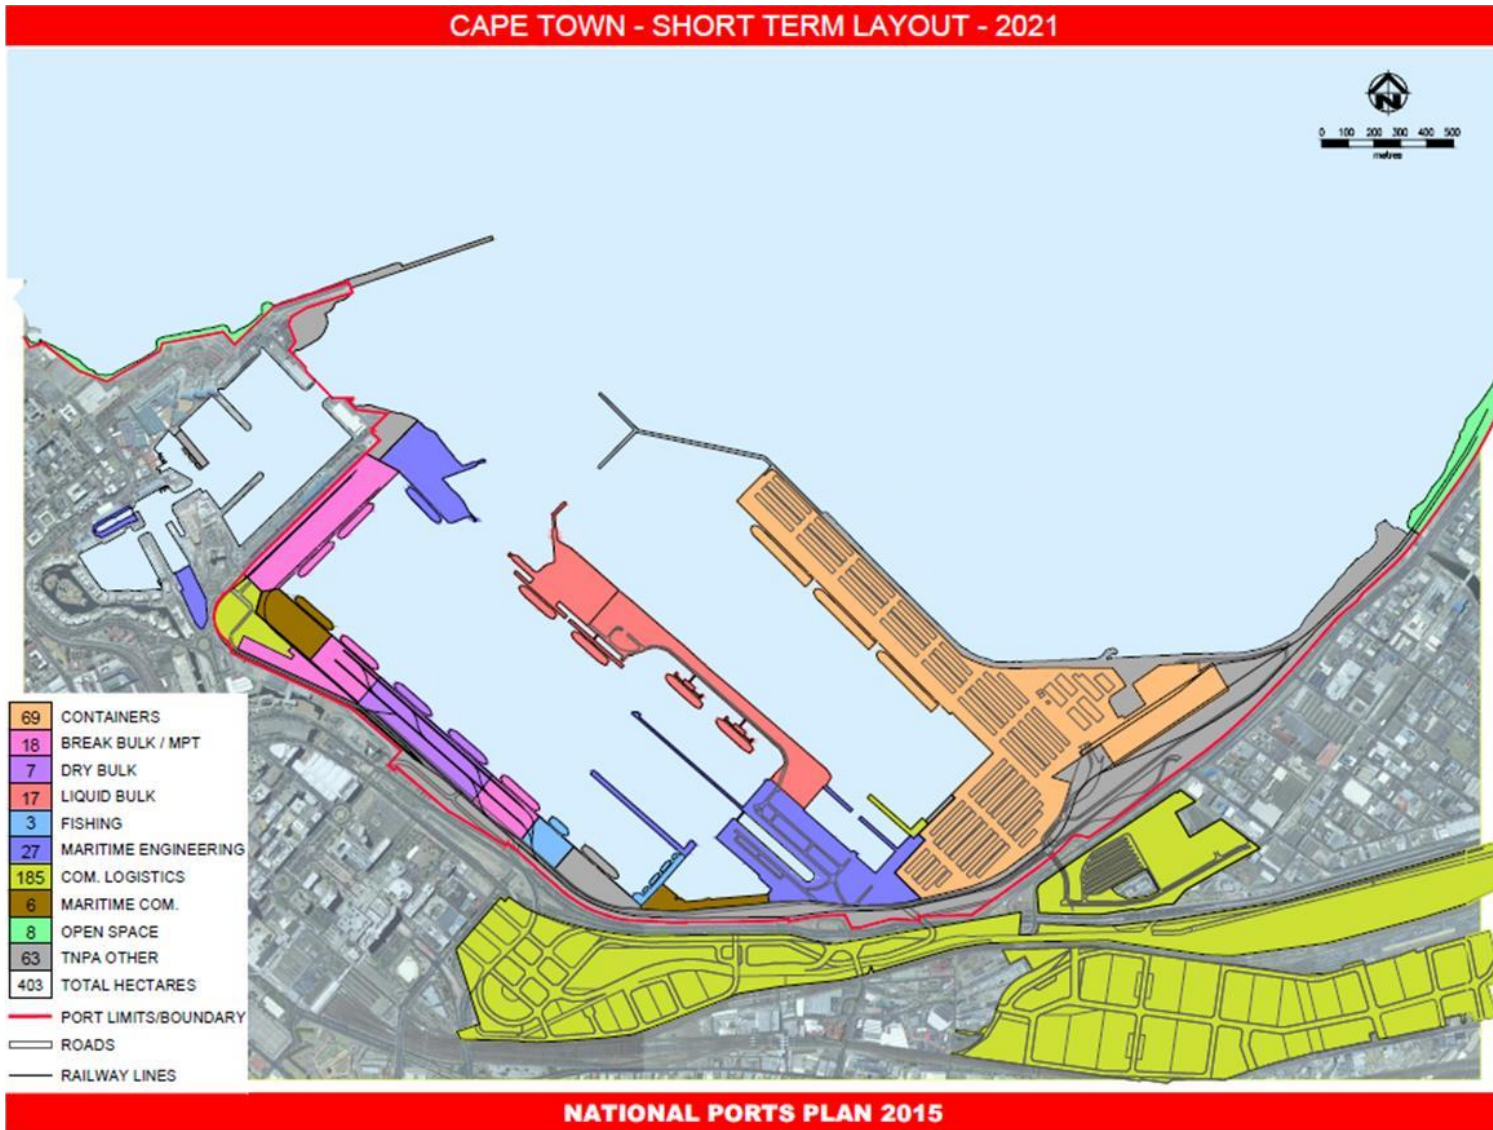 CAPE TOWN - SHORT TERM LAYOUT - 2021
N
0 100 200 300 400 500
metres
69 CONTAINERS
18 BREAK BULK / MPT
7 DRY BULK
17 LIQUID BULK
3 FISHING
27 MARITIME ENGINEERING
185 COM. LOGISTICS
6 MARITIME COM.
8 OPEN SPACE
63 TNPA OTHER
403 TOTAL HECTARES
PORT LIMITS/BOUNDARY
ROADS
RAILWAY LINES
NATIONAL PORTS PLAN 2015